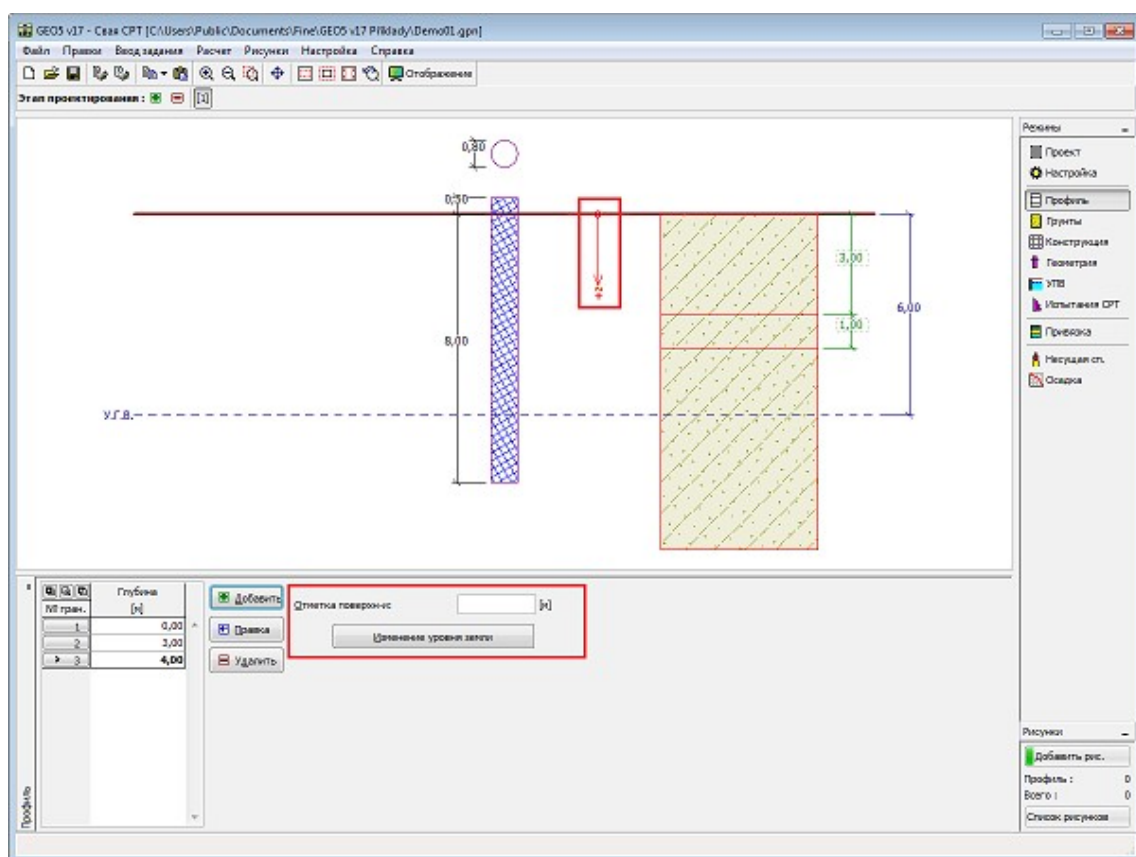 GEO5 v17 - Свая CPT [C:\Users\Public\Documents\Fine\GEO5 v17 Příklady\Demo01.gpn]
Файл Правки Ввод задания Расчет Рисунки Настройка Справка
Отображение
Этап проектирования : [1]
0,80
0,50
8,00
У.Г.В.
+z
3,00
1,00
6,00
Режимы
Проект
Настройка
Профиль
Грунты
Конструкция
Геометрия
УПВ
Испытания CPT
Привязка
Несущая сп.
Осадка
№ гран.
Глубина
[м]
1 0,00
2 3,00
> 3 4,00
Добавить
Правка
Удалить
Отметка поверхн-ис [м]
Изменение уровня земли
Профиль
Рисунки
Добавить рис.
Профиль : 0
Всего : 0
Список рисунков